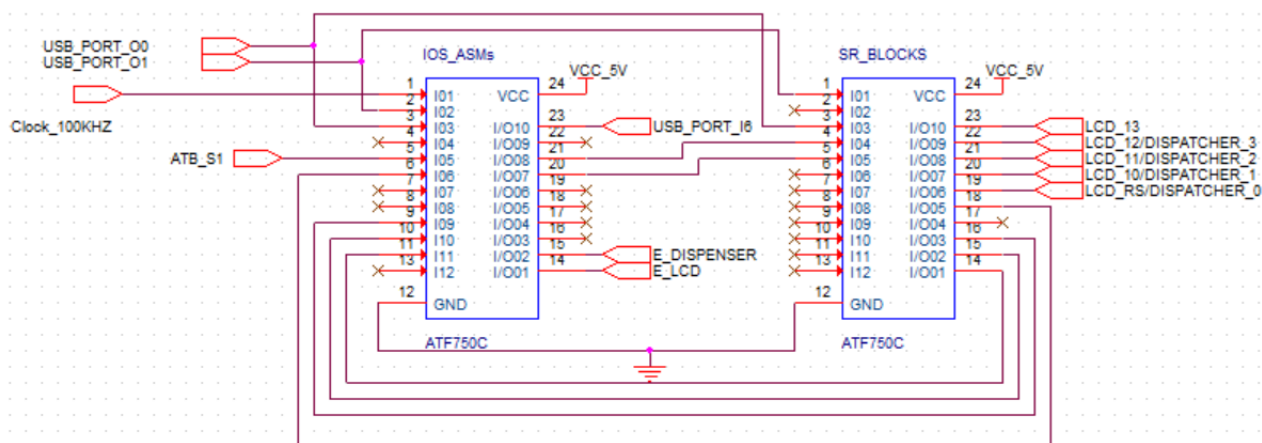 USB_PORT_O0
USB_PORT_O1
Clock_100KHZ
ATB_S1
IOS_ASMs
VCC_5V
1 I01 VCC 24
2 I02
3 I03 I/O10 23 USB_PORT_I6
4 I04 I/O09 22
5 I05 I/O08 21
6 I06 I/O07 20
7 I07 I/O06 19
8 I08 I/O05 18
9 I09 I/O04 17
10 I10 I/O03 16
11 I11 I/O02 15 E_DISPENSER
13 I12 I/O01 14 E_LCD
12 GND
ATF750C
SR_BLOCKS
VCC_5V
1 I01 VCC 24
2 I02
3 I03 I/O10 23 LCD_13
4 I04 I/O09 22 LCD_12/DISPATCHER_3
5 I05 I/O08 21 LCD_11/DISPATCHER_2
6 I06 I/O07 20 LCD_10/DISPATCHER_1
7 I07 I/O06 19 LCD_RS/DISPATCHER_0
8 I08 I/O05 18
9 I09 I/O04 17
10 I10 I/O03 16
11 I11 I/O02 15
13 I12 I/O01 14
12 GND
ATF750C